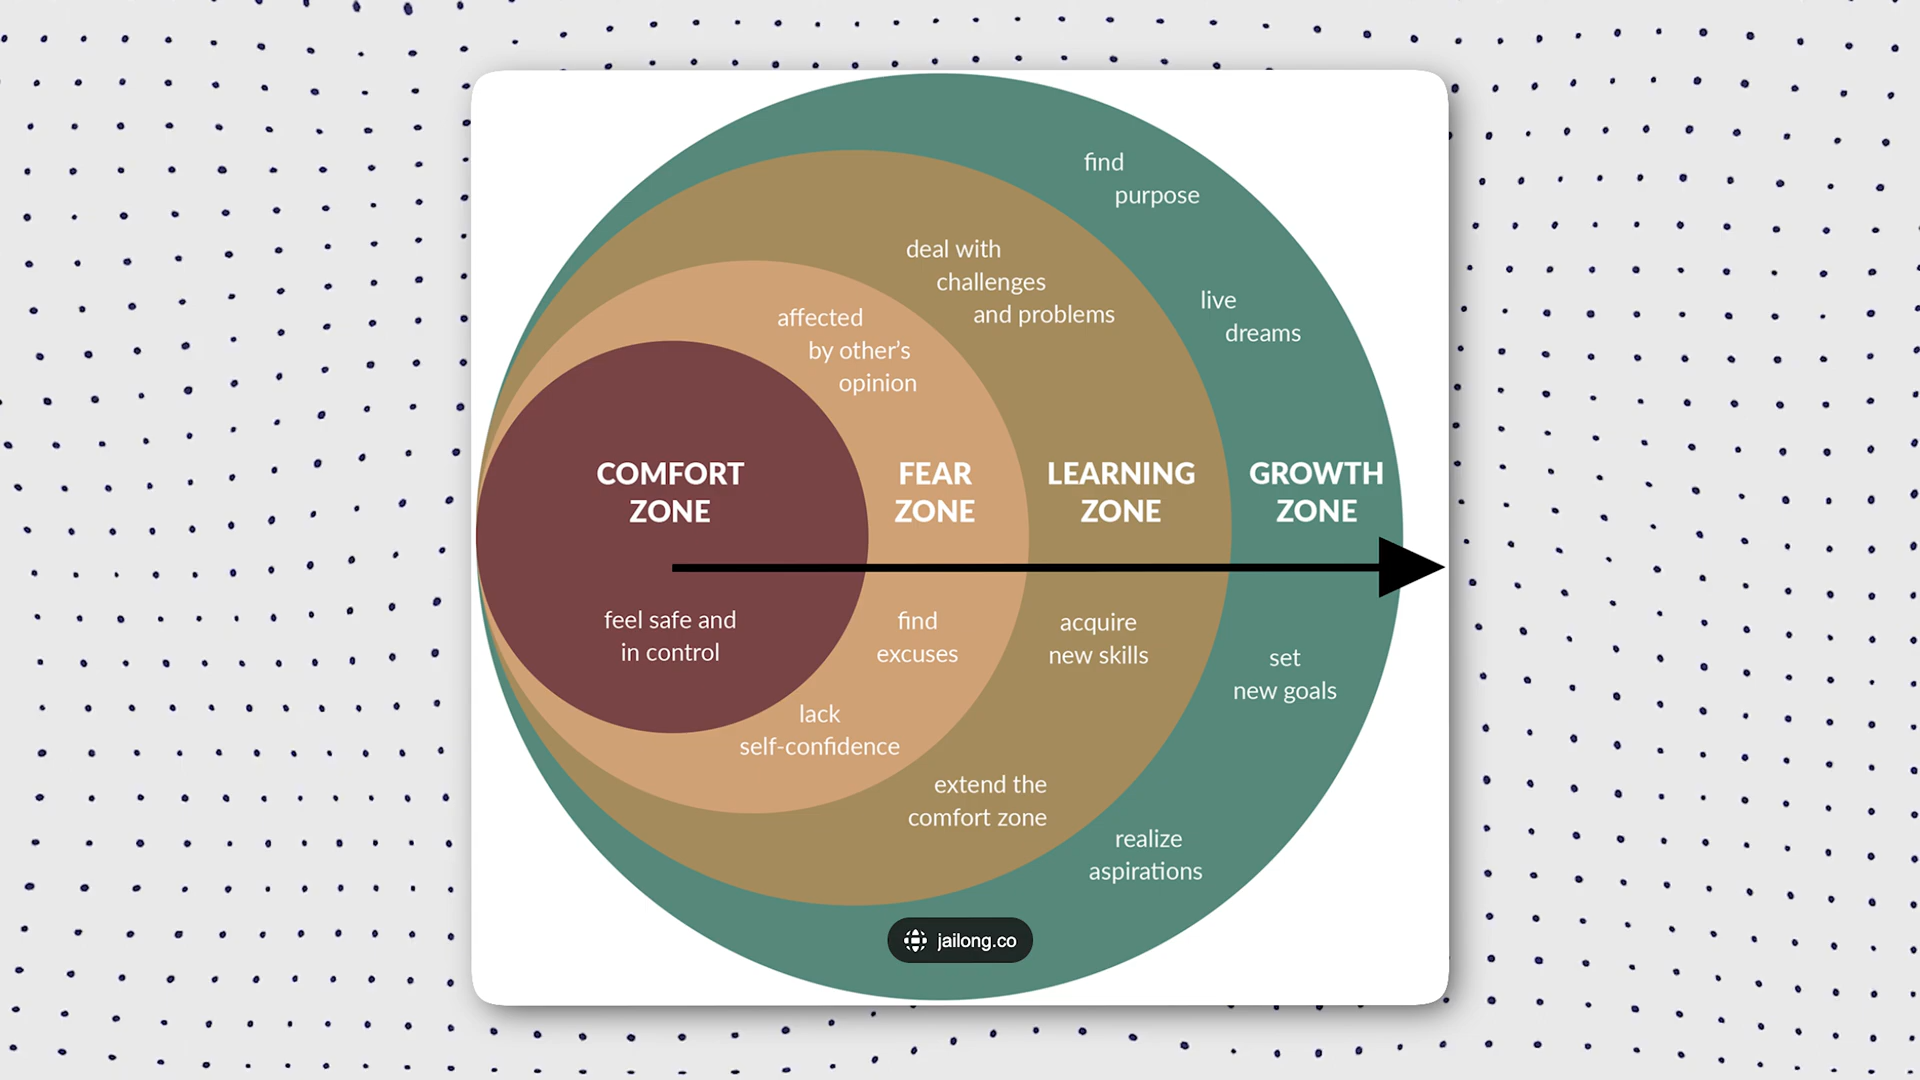 find
purpose
deal with
challenges
and problems
live
dreams
affected
by other's
opinion
COMFORT
ZONE
FEAR
ZONE
LEARNING
ZONE
GROWTH
ZONE
feel safe and
in control
find
excuses
acquire
new skills
set
new goals
lack
self-confidence
extend the
comfort zone
realize
aspirations
jailong.co